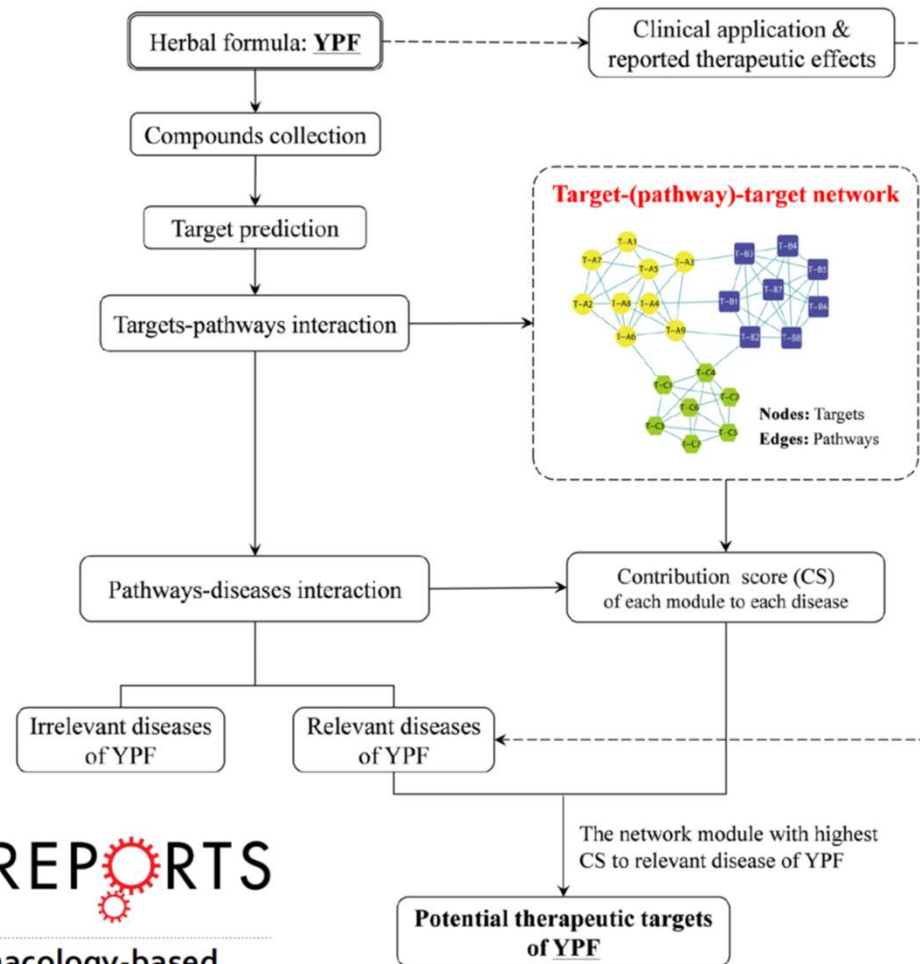 Herbal formula: YPF
Clinical application &
reported therapeutic effects
Compounds collection
Target prediction
Targets-pathways interaction
Target-(pathway)-target network
T-A1
T-A7
T-A5
T-A3
T-A2
T-A8
T-A4
T-A6
T-A9
T-B3
T-B4
T-B5
T-B7
T-B1
T-B6
T-B2
T-B8
T-C4
T-C2
T-C6
T-C5
T-C7
Nodes: Targets
Edges: Pathways
Pathways-diseases interaction
Contribution score (CS)
of each module to each disease
Irrelevant diseases
of YPF
Relevant diseases
of YPF
The network module with highest
CS to relevant disease of YPF
Potential therapeutic targets
of YPF
REPORTS
acology-based